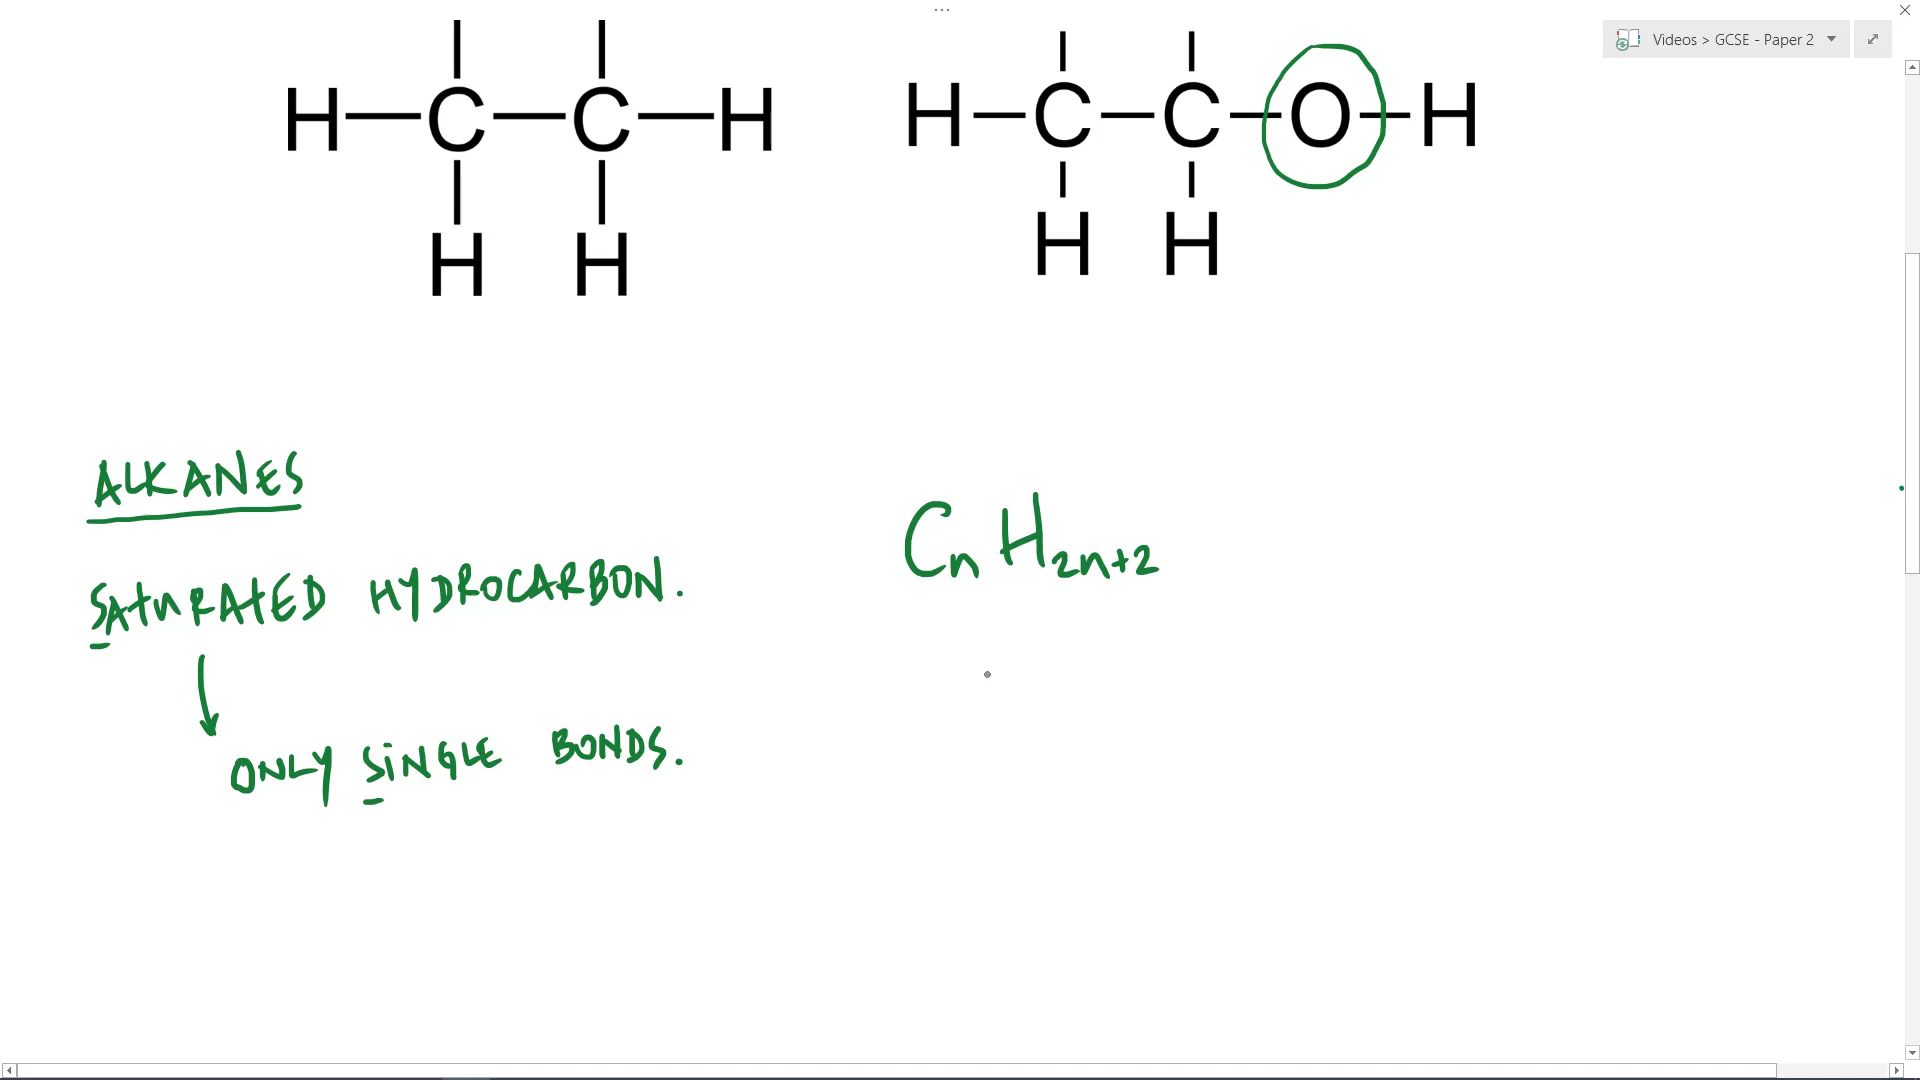 Videos > GCSE - Paper 2
H—C—C—H
H H
H—C—C—O—H
H H
ALKANES
CnH2n+2
SATURATED HYDROCARBON.
ONLY SINGLE BONDS.